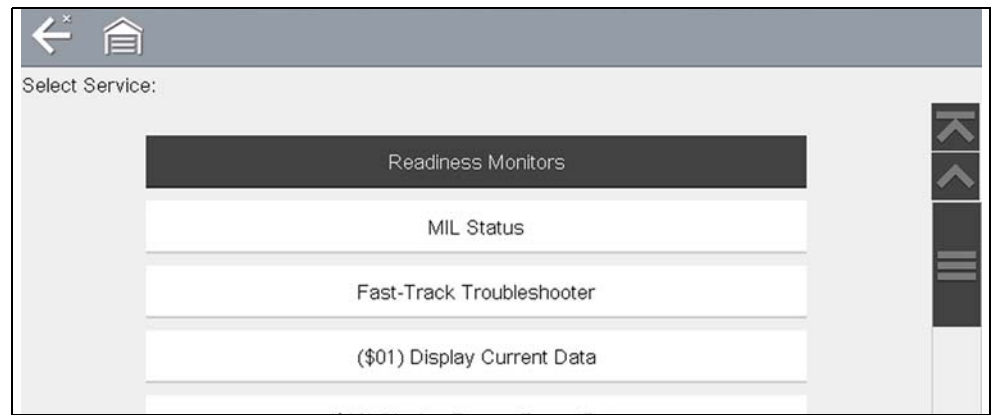 Select Service:
Readiness Monitors
MIL Status
Fast-Track Troubleshooter
($01) Display Current Data